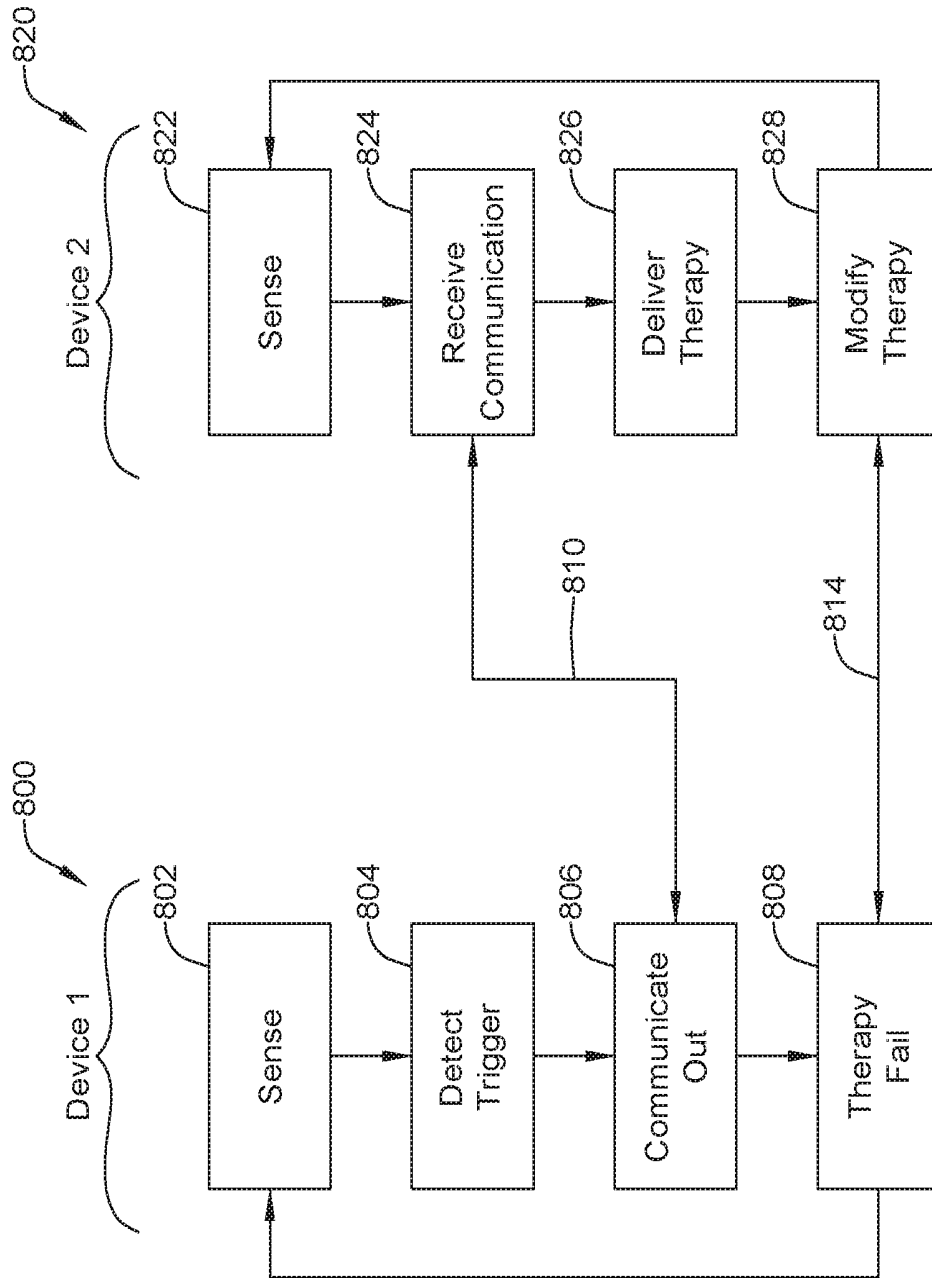 800
Device 1
802
Sense
804
Detect
Trigger
806
Communicate
Out
808
Therapy
Fail
810
814
820
Device 2
822
Sense
824
Receive
Communication
826
Deliver
Therapy
828
Modify
Therapy